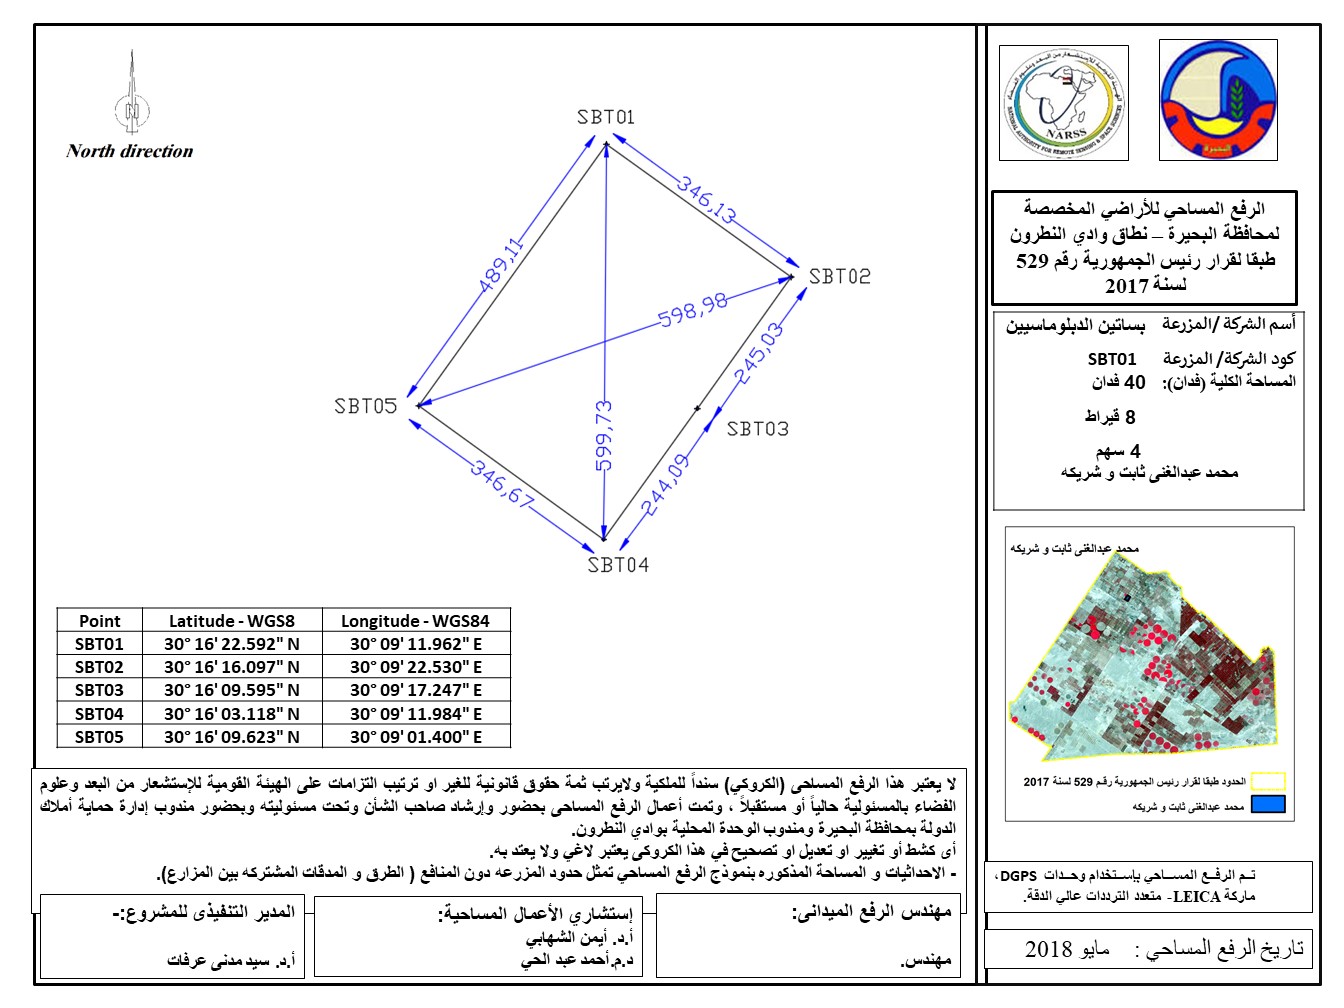 North direction
SBT01
346,13
489,11
SBT02
598,98
245,03
SBT05
599,73
SBT03
346,67
244,09
SBT04
Point Latitude - WGS8 Longitude - WGS84
SBT01 30° 16' 22.592" N 30° 09' 11.962" E
SBT02 30° 16' 16.097" N 30° 09' 22.530" E
SBT03 30° 16' 09.595" N 30° 09' 17.247" E
SBT04 30° 16' 03.118" N 30° 09' 11.984" E
SBT05 30° 16' 09.623" N 30° 09' 01.400" E
لا يعتبر هذا الرفع المساحى (الكروكي) سنداً للملكية ولايرتب ثمة حقوق قانونية للغير او ترتيب التزامات على الهيئة القومية للإستشعار من البعد وعلوم
الفضاء بالمسئولية حالياً أو مستقبلاً ، وتمت أعمال الرفع المساحى بحضور وإرشاد صاحب الشأن وتحت مسئوليته وبحضور مندوب إدارة حماية أملاك
الدولة بمحافظة البحيرة ومندوب الوحدة المحلية بوادي النطرون.
أى كشط أو تغيير او تعديل او تصحيح في هذا الكروكى يعتبر لاغي ولا يعتد به.
- الاحداثيات و المساحة المذكوره بنموذج الرفع المساحي تمثل حدود المزرعه دون المنافع ( الطرق و المدقات المشتركه بين المزارع).
مهندس الرفع الميدانى:
مهندس.
إستشاري الأعمال المساحية:
أ.د. أيمن الشهابي
د.م.أحمد عبد الحي
المدير التنفيذى للمشروع:-
أ.د. سيد مدنى عرفات
NARSS
NATIONAL AUTHORITY FOR REMOTE SENSING & SPACE SCIENCES
البحيرة
الرفع المساحي للأراضي المخصصة
لمحافظة البحيرة – نطاق وادي النطرون
طبقا لقرار رئيس الجمهورية رقم 529
لسنة 2017
أسم الشركة /المزرعة بساتين الدبلوماسيين
كود الشركة/ المزرعة SBT01
المساحة الكلية (فدان): 40 فدان
8 قيراط
4 سهم
محمد عبدالغنى ثابت و شريكه
محمد عبدالغنى ثابت و شريكه
الحدود طبقا لقرار رئيس الجمهورية رقم 529 لسنة 2017
محمد عبدالغنى ثابت و شريكه
تـم الرفـع المسـاحي بإسـتخدام وحـدات DGPS ،
ماركة LEICA- متعدد الترددات عالي الدقة.
تاريخ الرفع المساحي : مايو 2018